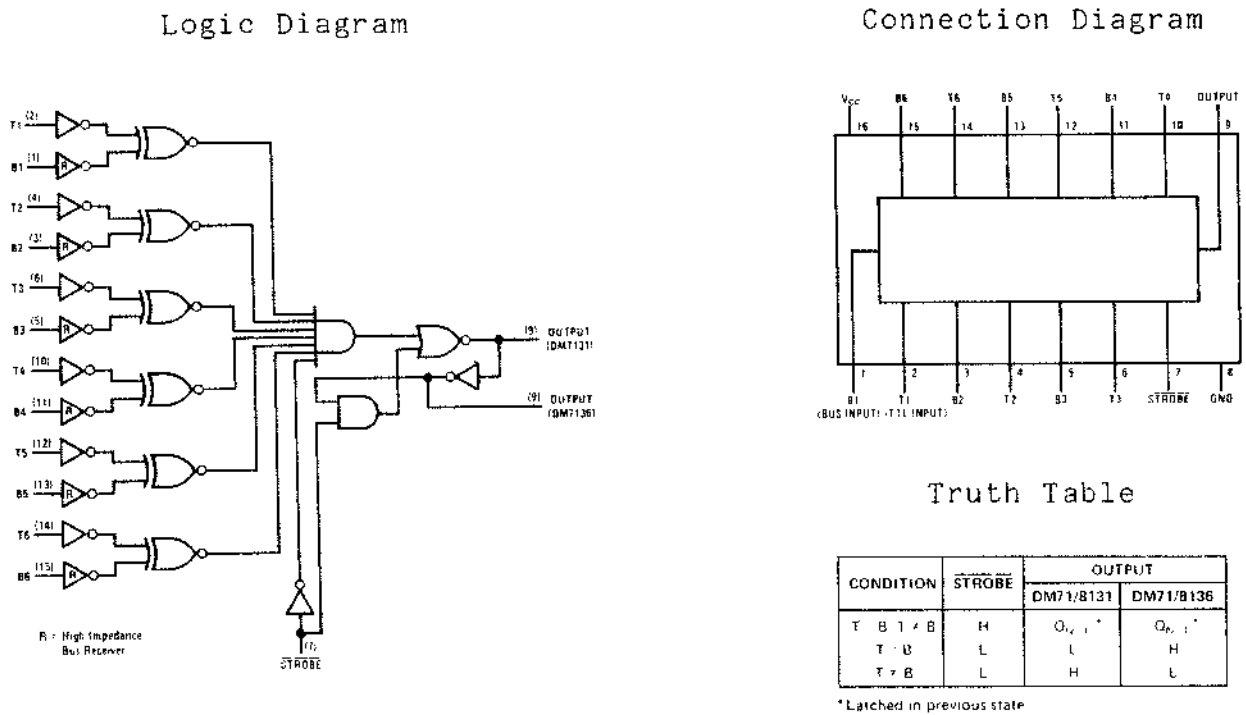 Logic Diagram
T1 (2)
B1 (1) R
T2 (4)
B2 (3) R
T3 (6)
B3 (5) R
T4 (10)
B4 (11) R
T5 (12)
B5 (13) R
T6 (14)
B6 (15) R
(9) OUTPUT
(DM7131)
(9) OUTPUT
(DM7136)
(7)
STROBE
R = High Impedance
Bus Receiver
Connection Diagram
VCC B6 T6 B5 T5 B4 T4 OUTPUT
16 15 14 13 12 11 10 9
1 2 3 4 5 6 7 8
B1 T1 B2 T2 B3 T3 STROBE GND
(BUS INPUT) (TTL INPUT)
Truth Table
CONDITION STROBE OUTPUT
DM71/8131 DM71/8136
T B T ≠ B H
T B L L H
T ≠ B L H L
*Latched in previous state